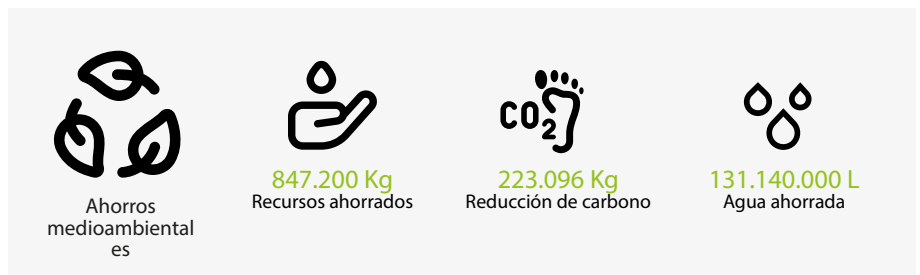 Ahorros
medioambiental
es
CO2
847.200 Kg
Recursos ahorrados
223.096 Kg
Reducción de carbono
131.140.000 L
Agua ahorrada